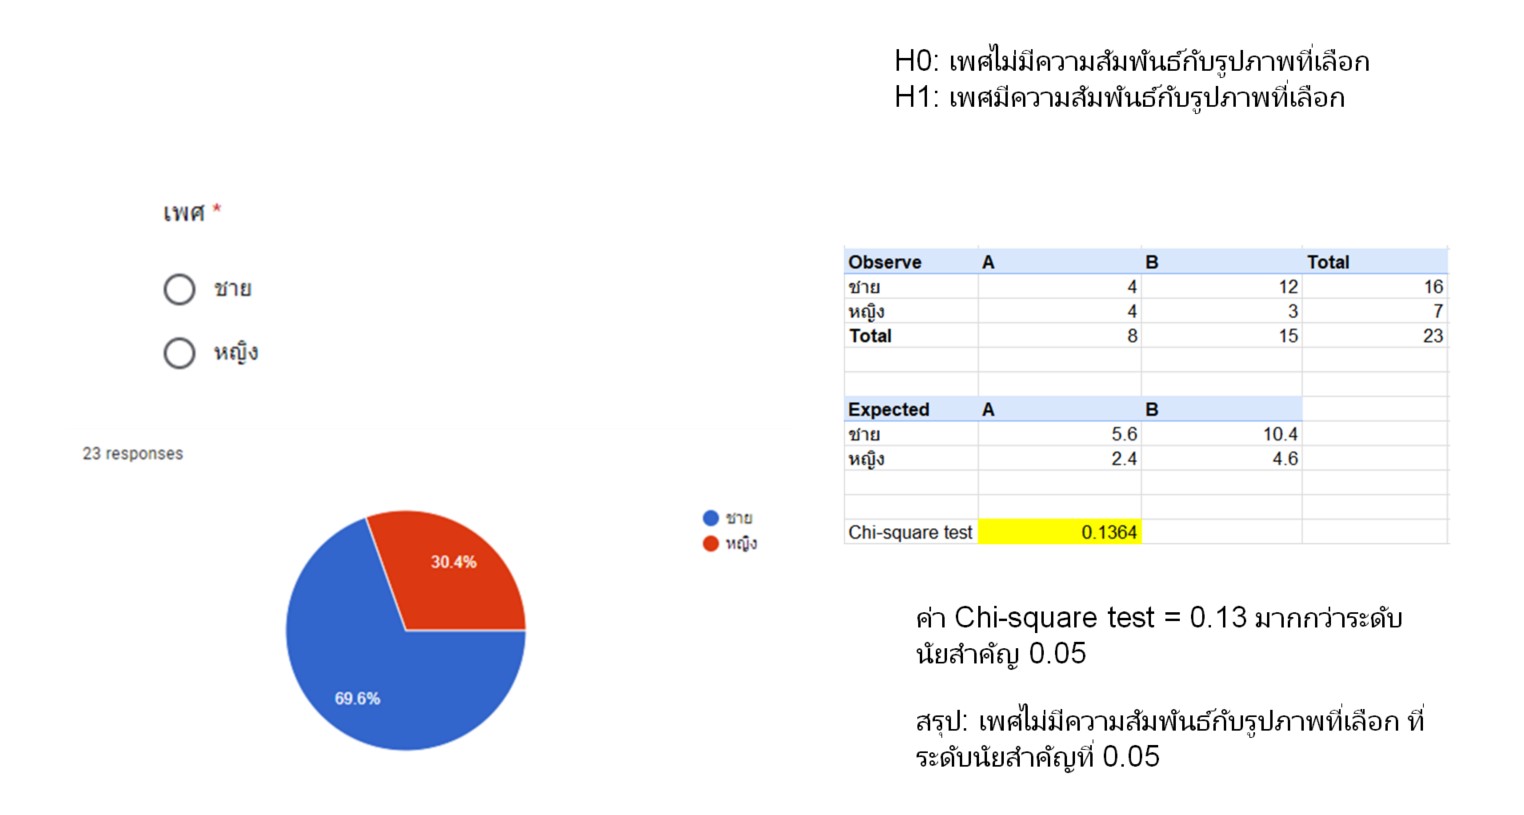 H0: เพศไม่มีความสัมพันธ์กับรูปภาพที่เลือก
H1: เพศมีความสัมพันธ์กับรูปภาพที่เลือก
เพศ *
ชาย
หญิง
23 responses
ชาย
หญิง
30.4%
69.6%
Observe A B Total
ชาย 4 12 16
หญิง 4 3 7
Total 8 15 23
Expected A B
ชาย 5.6 10.4
หญิง 2.4 4.6
Chi-square test 0.1364
ค่า Chi-square test = 0.13 มากกว่าระดับ
นัยสำคัญ 0.05
สรุป: เพศไม่มีความสัมพันธ์กับรูปภาพที่เลือก ที่
ระดับนัยสำคัญที่ 0.05